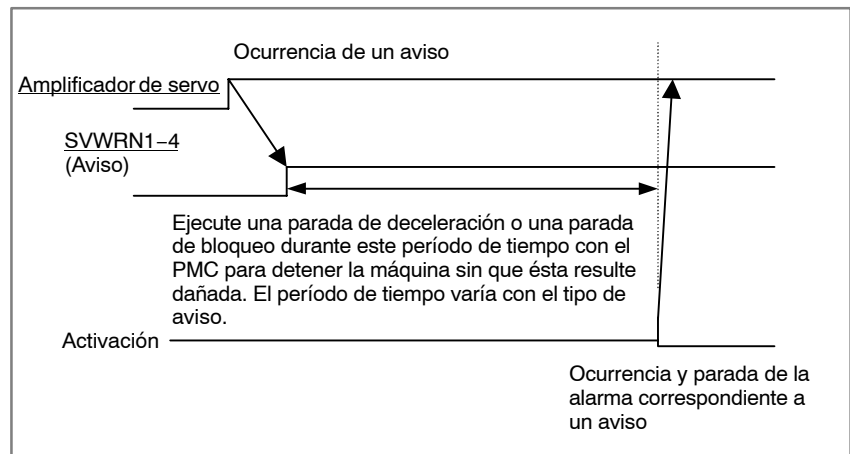 Ocurrencia de un aviso
Amplificador de servo
SVWRN1–4
(Aviso)
Ejecute una parada de deceleración o una parada
de bloqueo durante este período de tiempo con el
PMC para detener la máquina sin que ésta resulte
dañada. El período de tiempo varía con el tipo de
aviso.
Activación
Ocurrencia y parada de la
alarma correspondiente a
un aviso